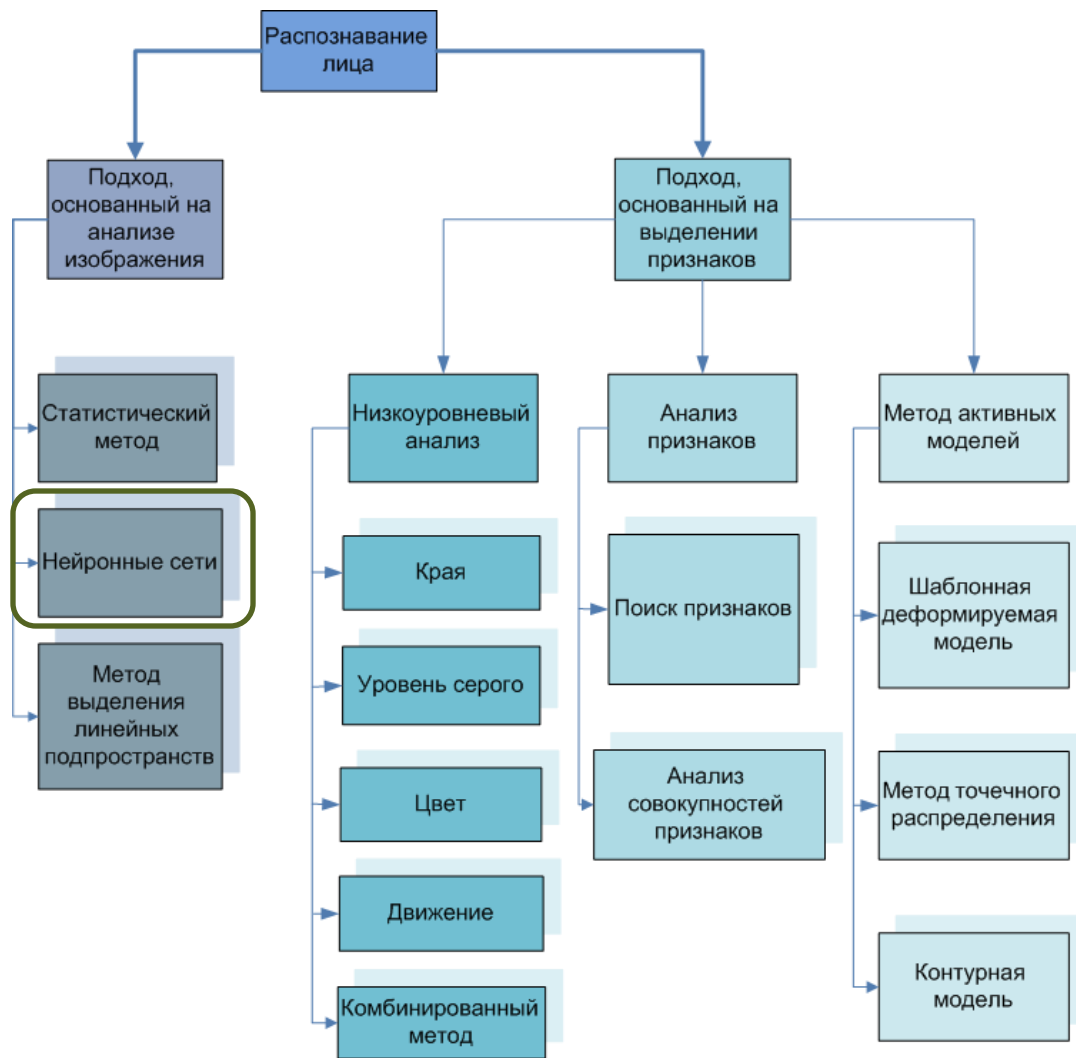 Распознавание
лица
Подход,
основанный на
анализе
изображения
Подход,
основанный на
выделении
признаков
Статистический
метод
Нейронные сети
Метод
выделения
линейных
подпространств
Низкоуровневый
анализ
Края
Уровень серого
Цвет
Движение
Комбинированный
метод
Анализ
признаков
Поиск признаков
Анализ
совокупностей
признаков
Метод активных
моделей
Шаблонная
деформируемая
модель
Метод точечного
распределения
Контурная
модель